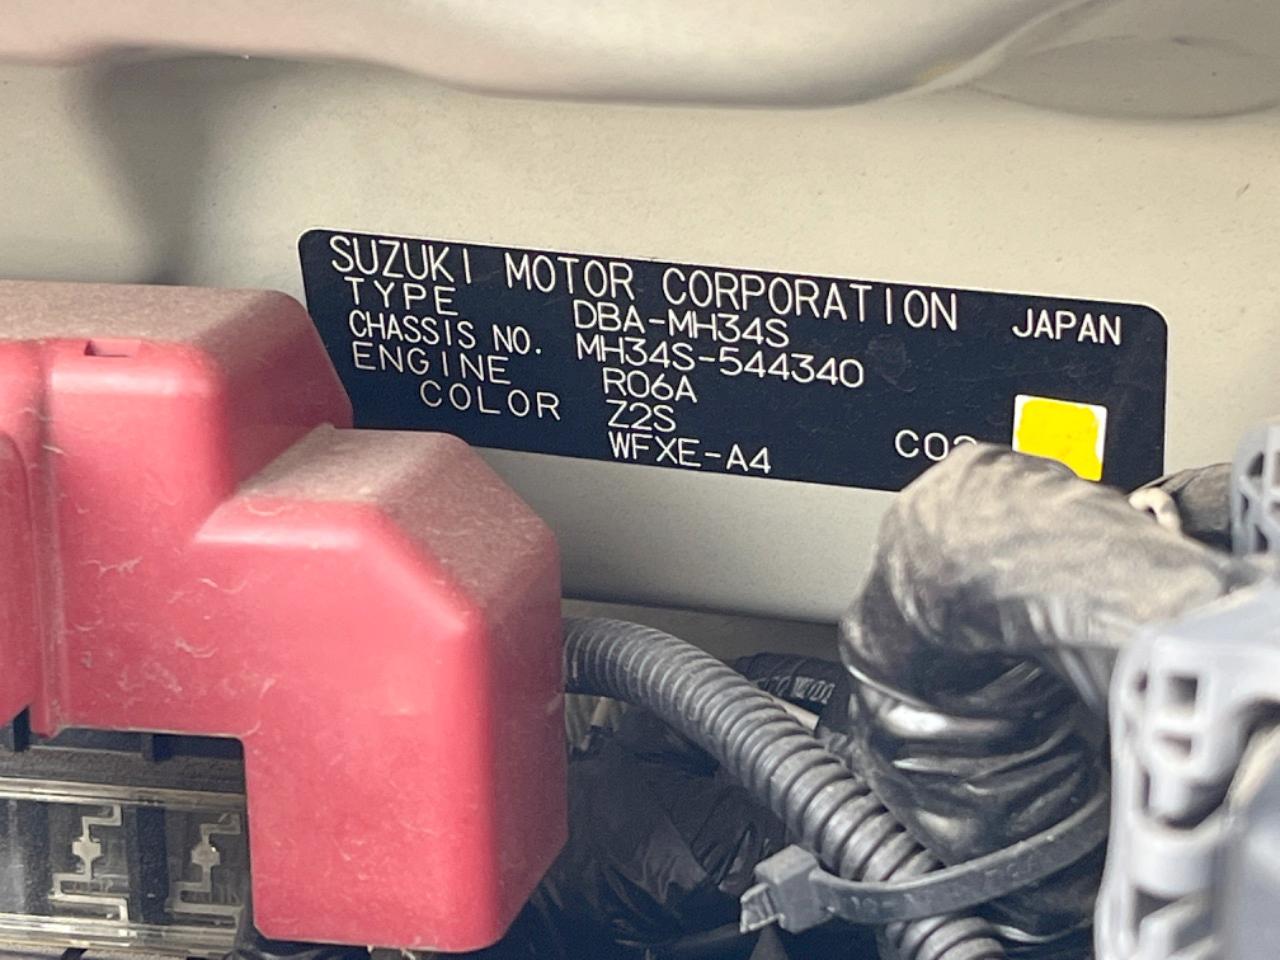 SUZUKI MOTOR CORPORATION JAPAN
TYPE DBA-MH34S
CHASSIS NO. MH34S-544340
ENGINE R06A
COLOR Z2S
WFXE-A4